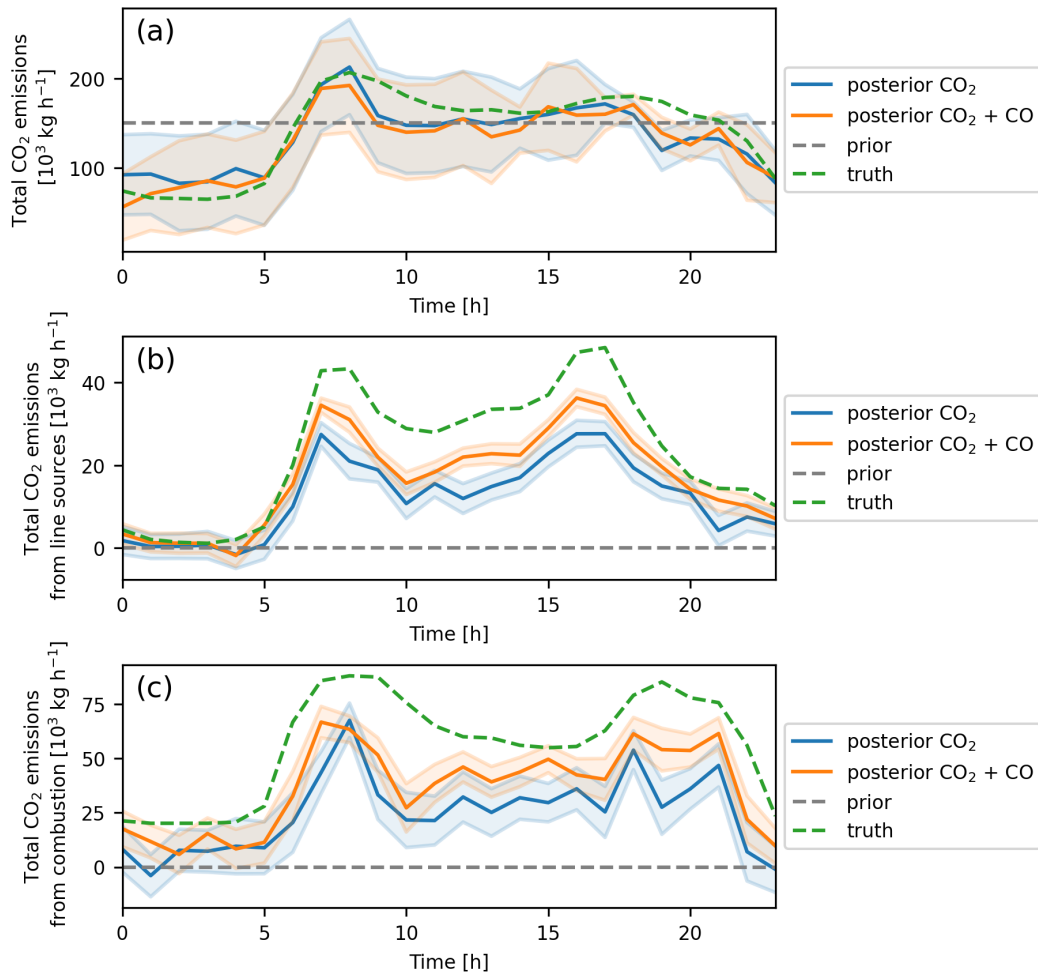 (a)
Total CO₂ emissions
[10³ kg h⁻¹]
200
100
0 5 10 15 20
Time [h]
posterior CO₂
posterior CO₂ + CO
prior
truth
(b)
Total CO₂ emissions
from line sources [10³ kg h⁻¹]
40
20
0
0 5 10 15 20
Time [h]
posterior CO₂
posterior CO₂ + CO
prior
truth
(c)
Total CO₂ emissions
from combustion [10³ kg h⁻¹]
75
50
25
0
0 5 10 15 20
Time [h]
posterior CO₂
posterior CO₂ + CO
prior
truth